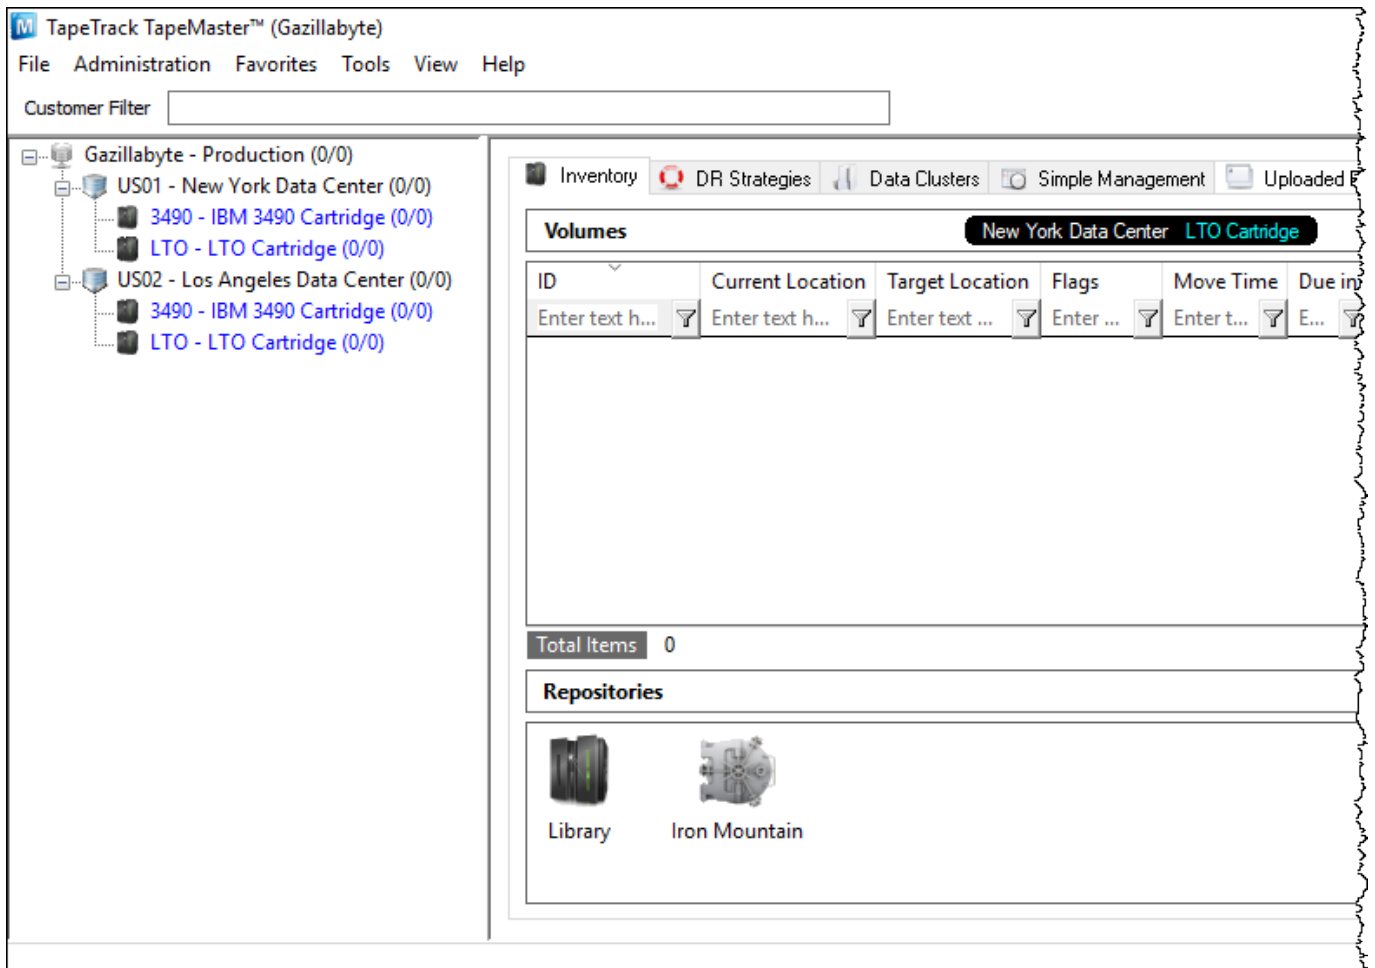 TapeTrack TapeMaster™ (Gazillabyte)
File Administration Favorites Tools View Help
Customer Filter
Gazillabyte - Production (0/0)
US01 - New York Data Center (0/0)
3490 - IBM 3490 Cartridge (0/0)
LTO - LTO Cartridge (0/0)
US02 - Los Angeles Data Center (0/0)
3490 - IBM 3490 Cartridge (0/0)
LTO - LTO Cartridge (0/0)
Inventory DR Strategies Data Clusters Simple Management Uploaded
Volumes New York Data Center LTO Cartridge
ID Current Location Target Location Flags Move Time Due in
Enter text h... Enter text h... Enter text ... Enter ... Enter t... E...
Total Items 0
Repositories
Library Iron Mountain